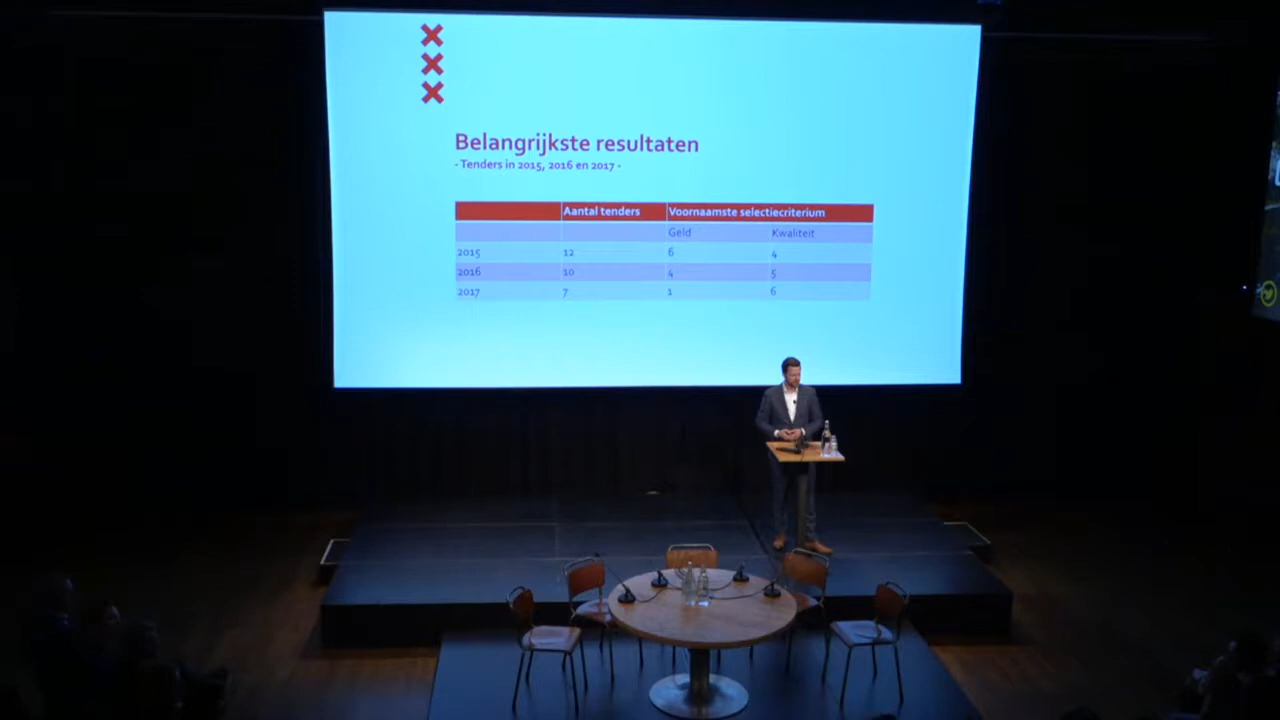 Belangrijkste resultaten
- Tenders in 2015, 2016 en 2017 -
Aantal tenders Voornaamste selectiecriterium
Geld Kwaliteit
2015 12 6 4
2016 10 4 5
2017 7 1 6